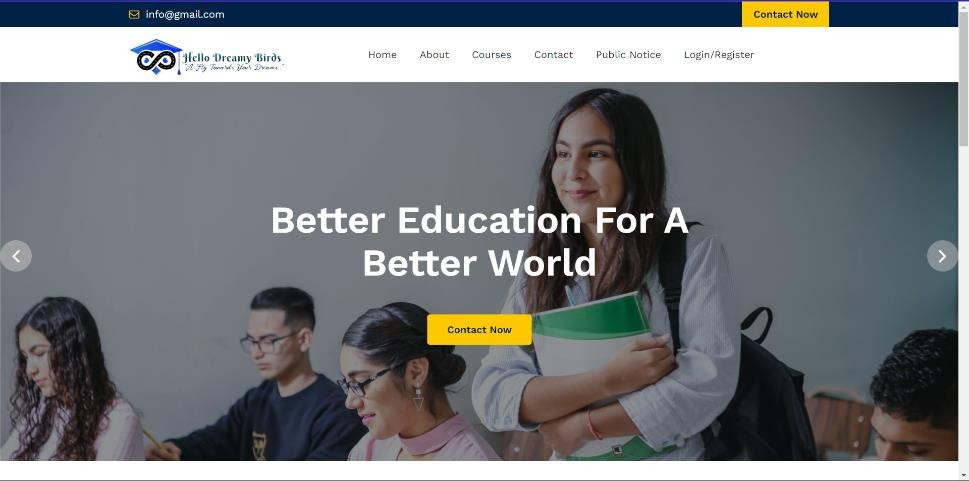 info@gmail.com
Contact Now
Hello Dreamy Birds
"A Fly Towards Your Dreams."
Home About Courses Contact Public Notice Login/Register
Better Education For A
Better World
Contact Now